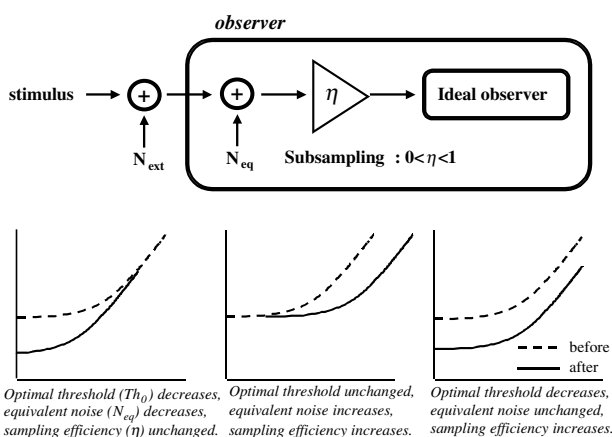 observer
stimulus
+
+
η
Ideal observer
N_ext
N_eq
Subsampling : 0<η<1
before
after
Optimal threshold (Th_0) decreases,
equivalent noise (N_eq) decreases,
sampling efficiency (η) unchanged.
Optimal threshold unchanged,
equivalent noise increases,
sampling efficiency increases.
Optimal threshold decreases,
equivalent noise unchanged,
sampling efficiency increases.